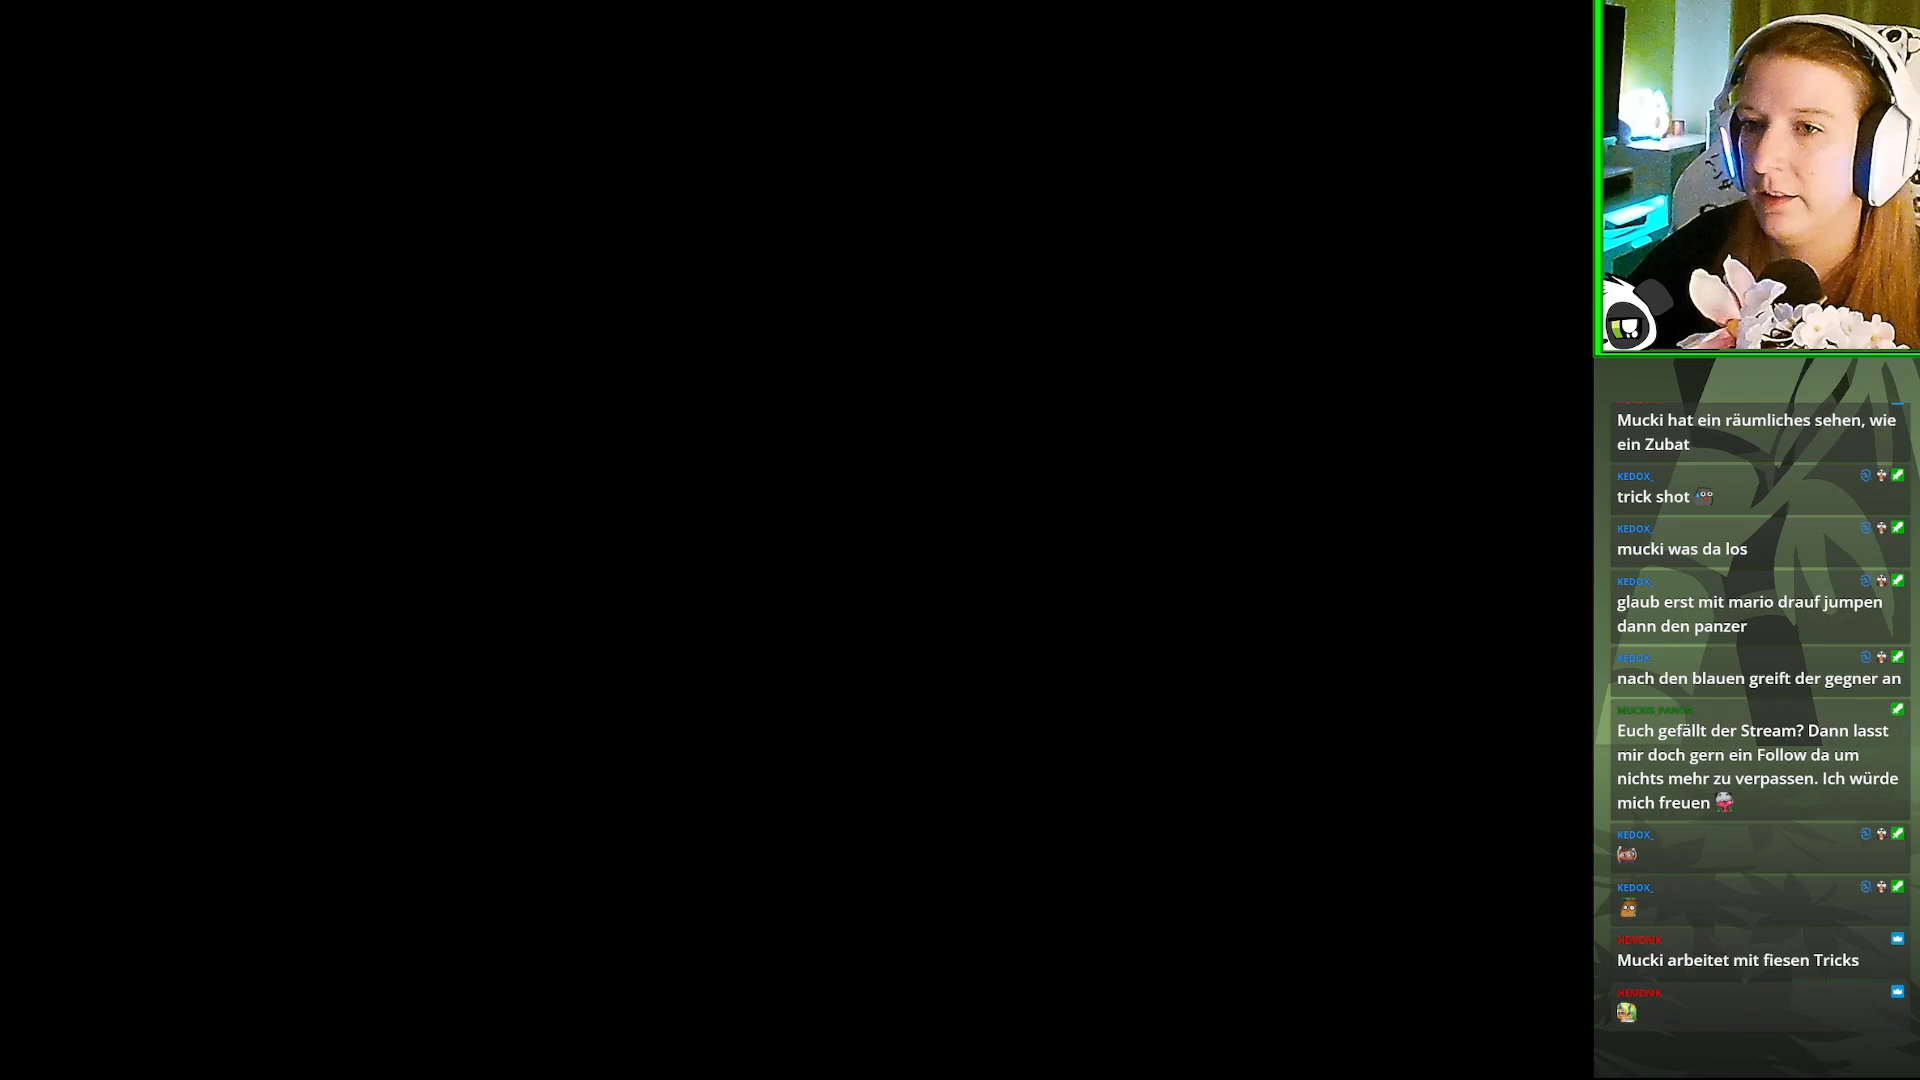 Mucki hat ein räumliches sehen, wie
ein Zubat
KEDOX_
trick shot
KEDOX_
mucki was da los
KEDOX_
glaub erst mit mario drauf jumpen
dann den panzer
KEDOX_
nach den blauen greift der gegner an
Euch gefällt der Stream? Dann lasst
mir doch gern ein Follow da um
nichts mehr zu verpassen. Ich würde
mich freuen
KEDOX_
KEDOX_
Mucki arbeitet mit fiesen Tricks